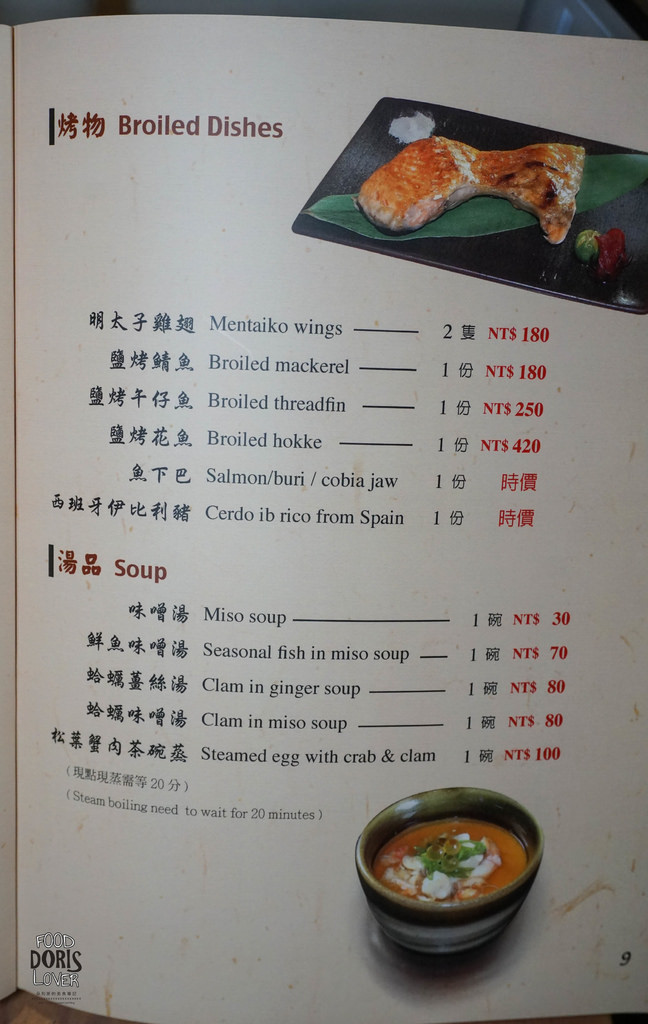 烤物 Broiled Dishes
明太子雞翅 Mentaiko wings 2 隻 NT$ 180
鹽烤鯖魚 Broiled mackerel 1 份 NT$ 180
鹽烤午仔魚 Broiled threadfin 1 份 NT$ 250
鹽烤花魚 Broiled hokke 1 份 NT$ 420
魚下巴 Salmon/buri / cobia jaw 1 份 時價
西班牙伊比利豬 Cerdo ib rico from Spain 1 份 時價
湯品 Soup
味噌湯 Miso soup 1 碗 NT$ 30
鮮魚味噌湯 Seasonal fish in miso soup 1 碗 NT$ 70
蛤蠣薑絲湯 Clam in ginger soup 1 碗 NT$ 80
蛤蠣味噌湯 Clam in miso soup 1 碗 NT$ 80
松葉蟹肉茶碗蒸 Steamed egg with crab & clam 1 碗 NT$ 100
(現點現蒸需等 20 分)
(Steam boiling need to wait for 20 minutes)
9
FOOD
DORIS
LOVER